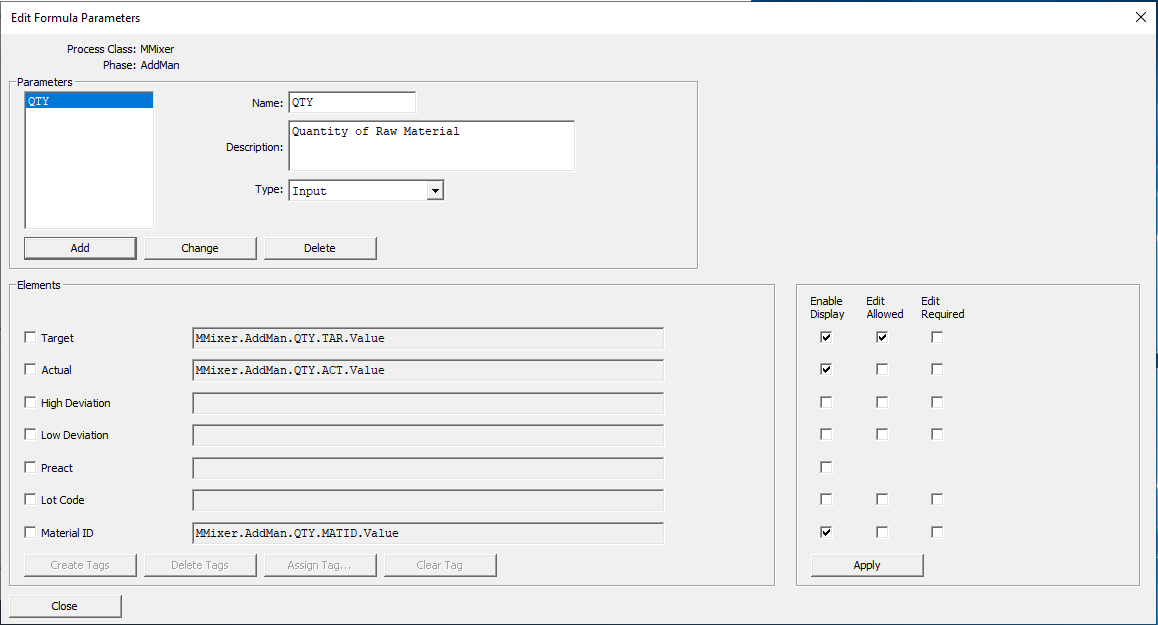 Edit Formula Parameters
Process Class: MMixer
Phase: AddMan
Parameters
QTY
Name: QTY
Description: Quantity of Raw Material
Type: Input
Add Change Delete
Elements
Enable Display Edit Allowed Edit Required
Target MMixer.AddMan.QTY.TAR.Value
Actual MMixer.AddMan.QTY.ACT.Value
High Deviation
Low Deviation
Preact
Lot Code
Material ID MMixer.AddMan.QTY.MATID.Value
Create Tags Delete Tags Assign Tag... Clear Tag Apply
Close